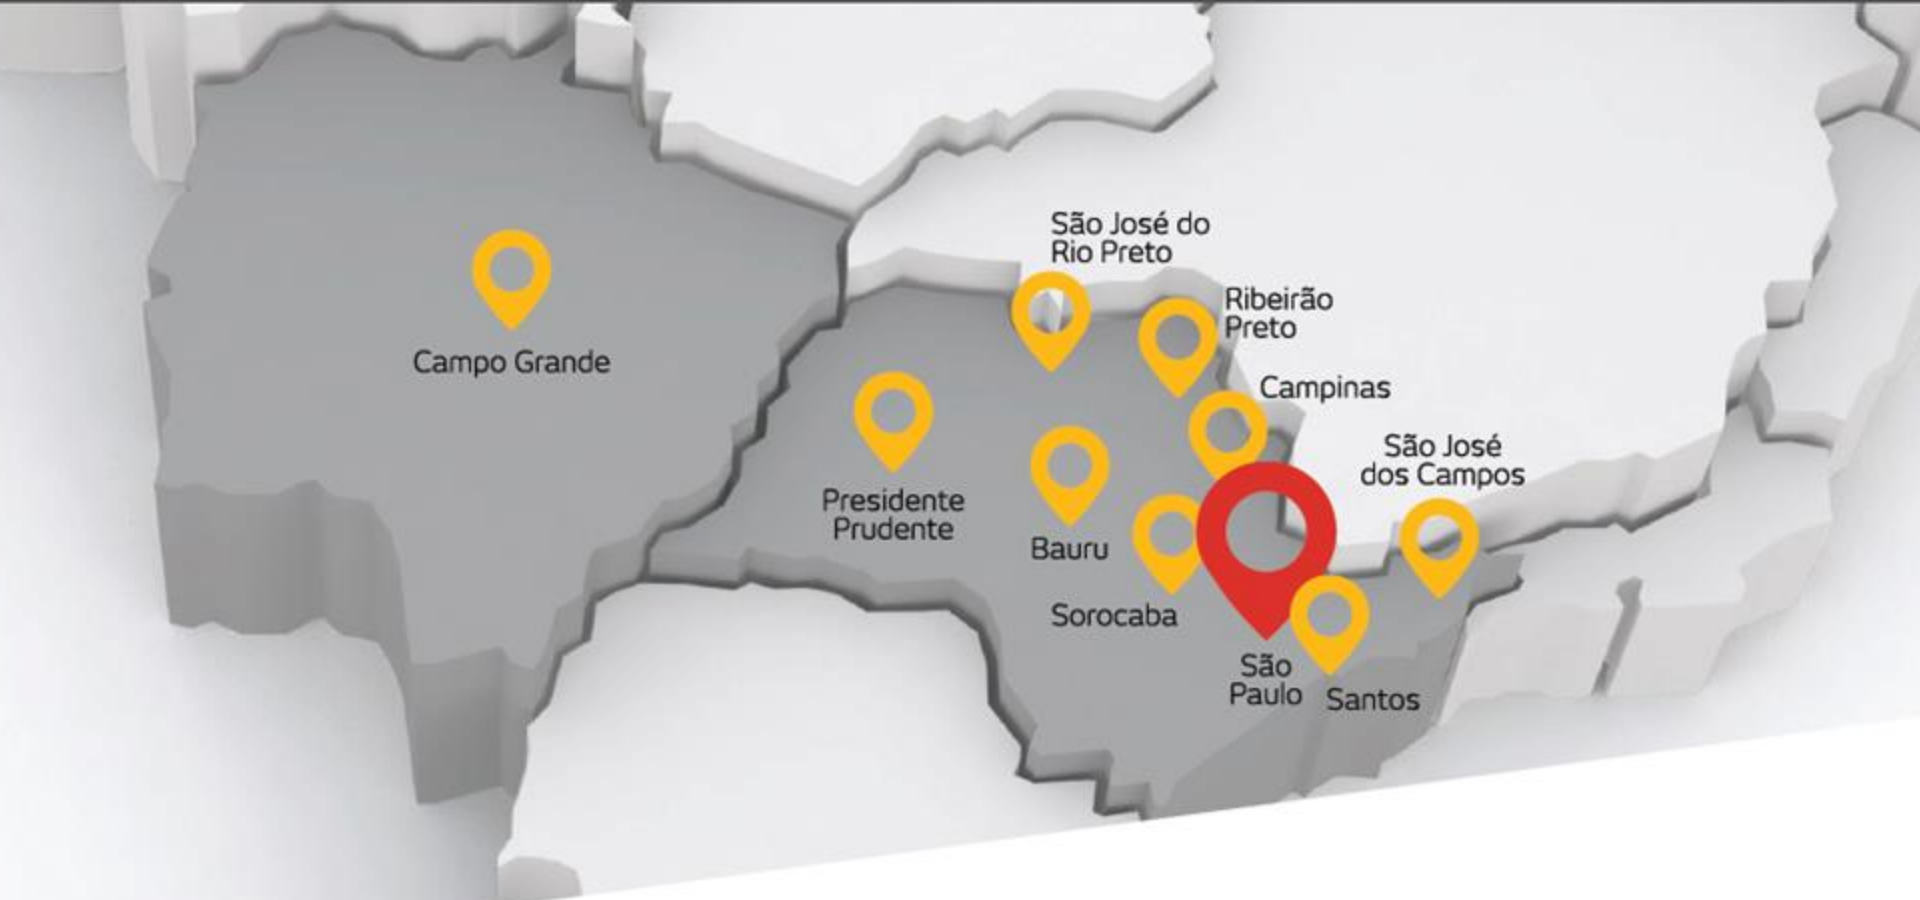 São José do
Rio Preto
Ribeirão
Preto
Campo Grande
Campinas
São José
dos Campos
Presidente
Prudente
Bauru
Sorocaba
São
Paulo
Santos